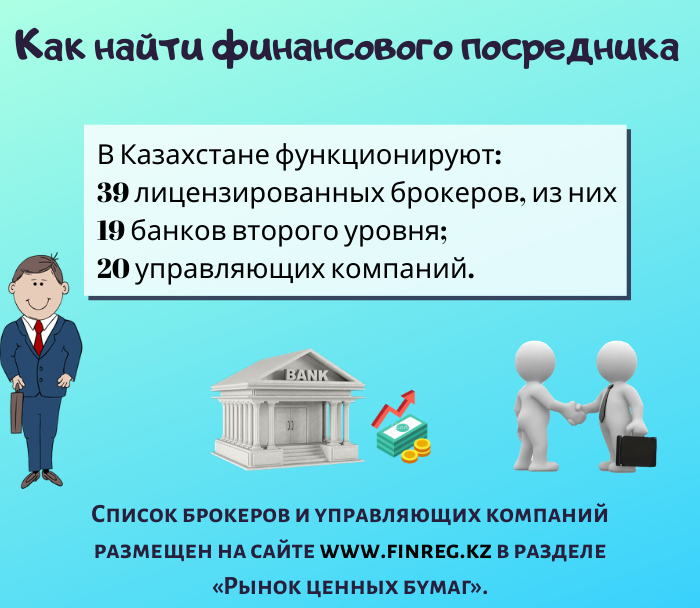 Как найти финансового посредника
В Казахстане функционируют:
39 лицензированных брокеров, из них
19 банков второго уровня;
20 управляющих компаний.
BANK
Список брокеров и управляющих компаний
размещен на сайте www.finreg.kz в разделе
«Рынок ценных бумаг».